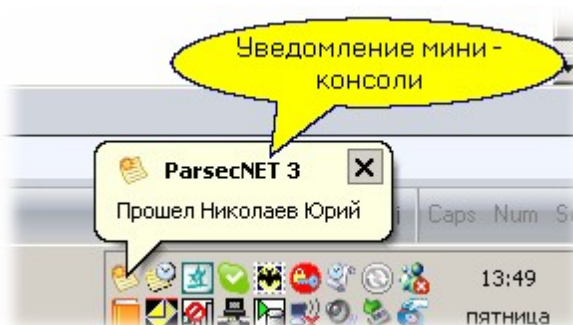 Уведомление мини -
консоли
ParsecNET 3
Прошел Николаев Юрий
Caps Num
13:49
пятница